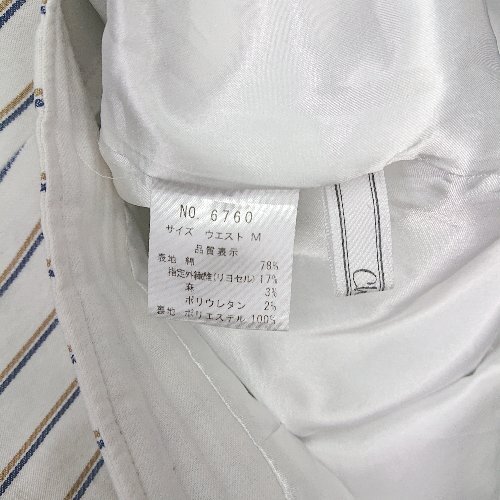 NO. 6760
サイズ ウエスト M
品質表示
表地 綿 78%
指定外繊維(リヨセル) 17%
麻 3%
ポリウレタン 2%
裏地 ポリエステル 100%